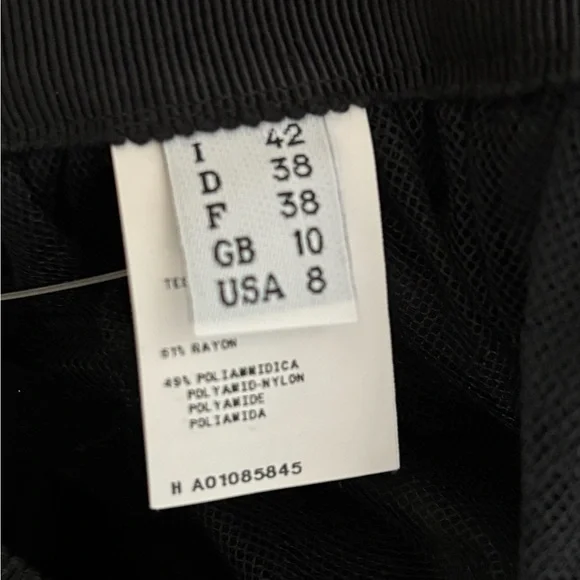 I 42
D 38
F 38
GB 10
USA 8
51% RAYON
49% POLIAMMIDICA
POLYAMID-NYLON
POLYAMIDE
POLIAMIDA
H A01085845